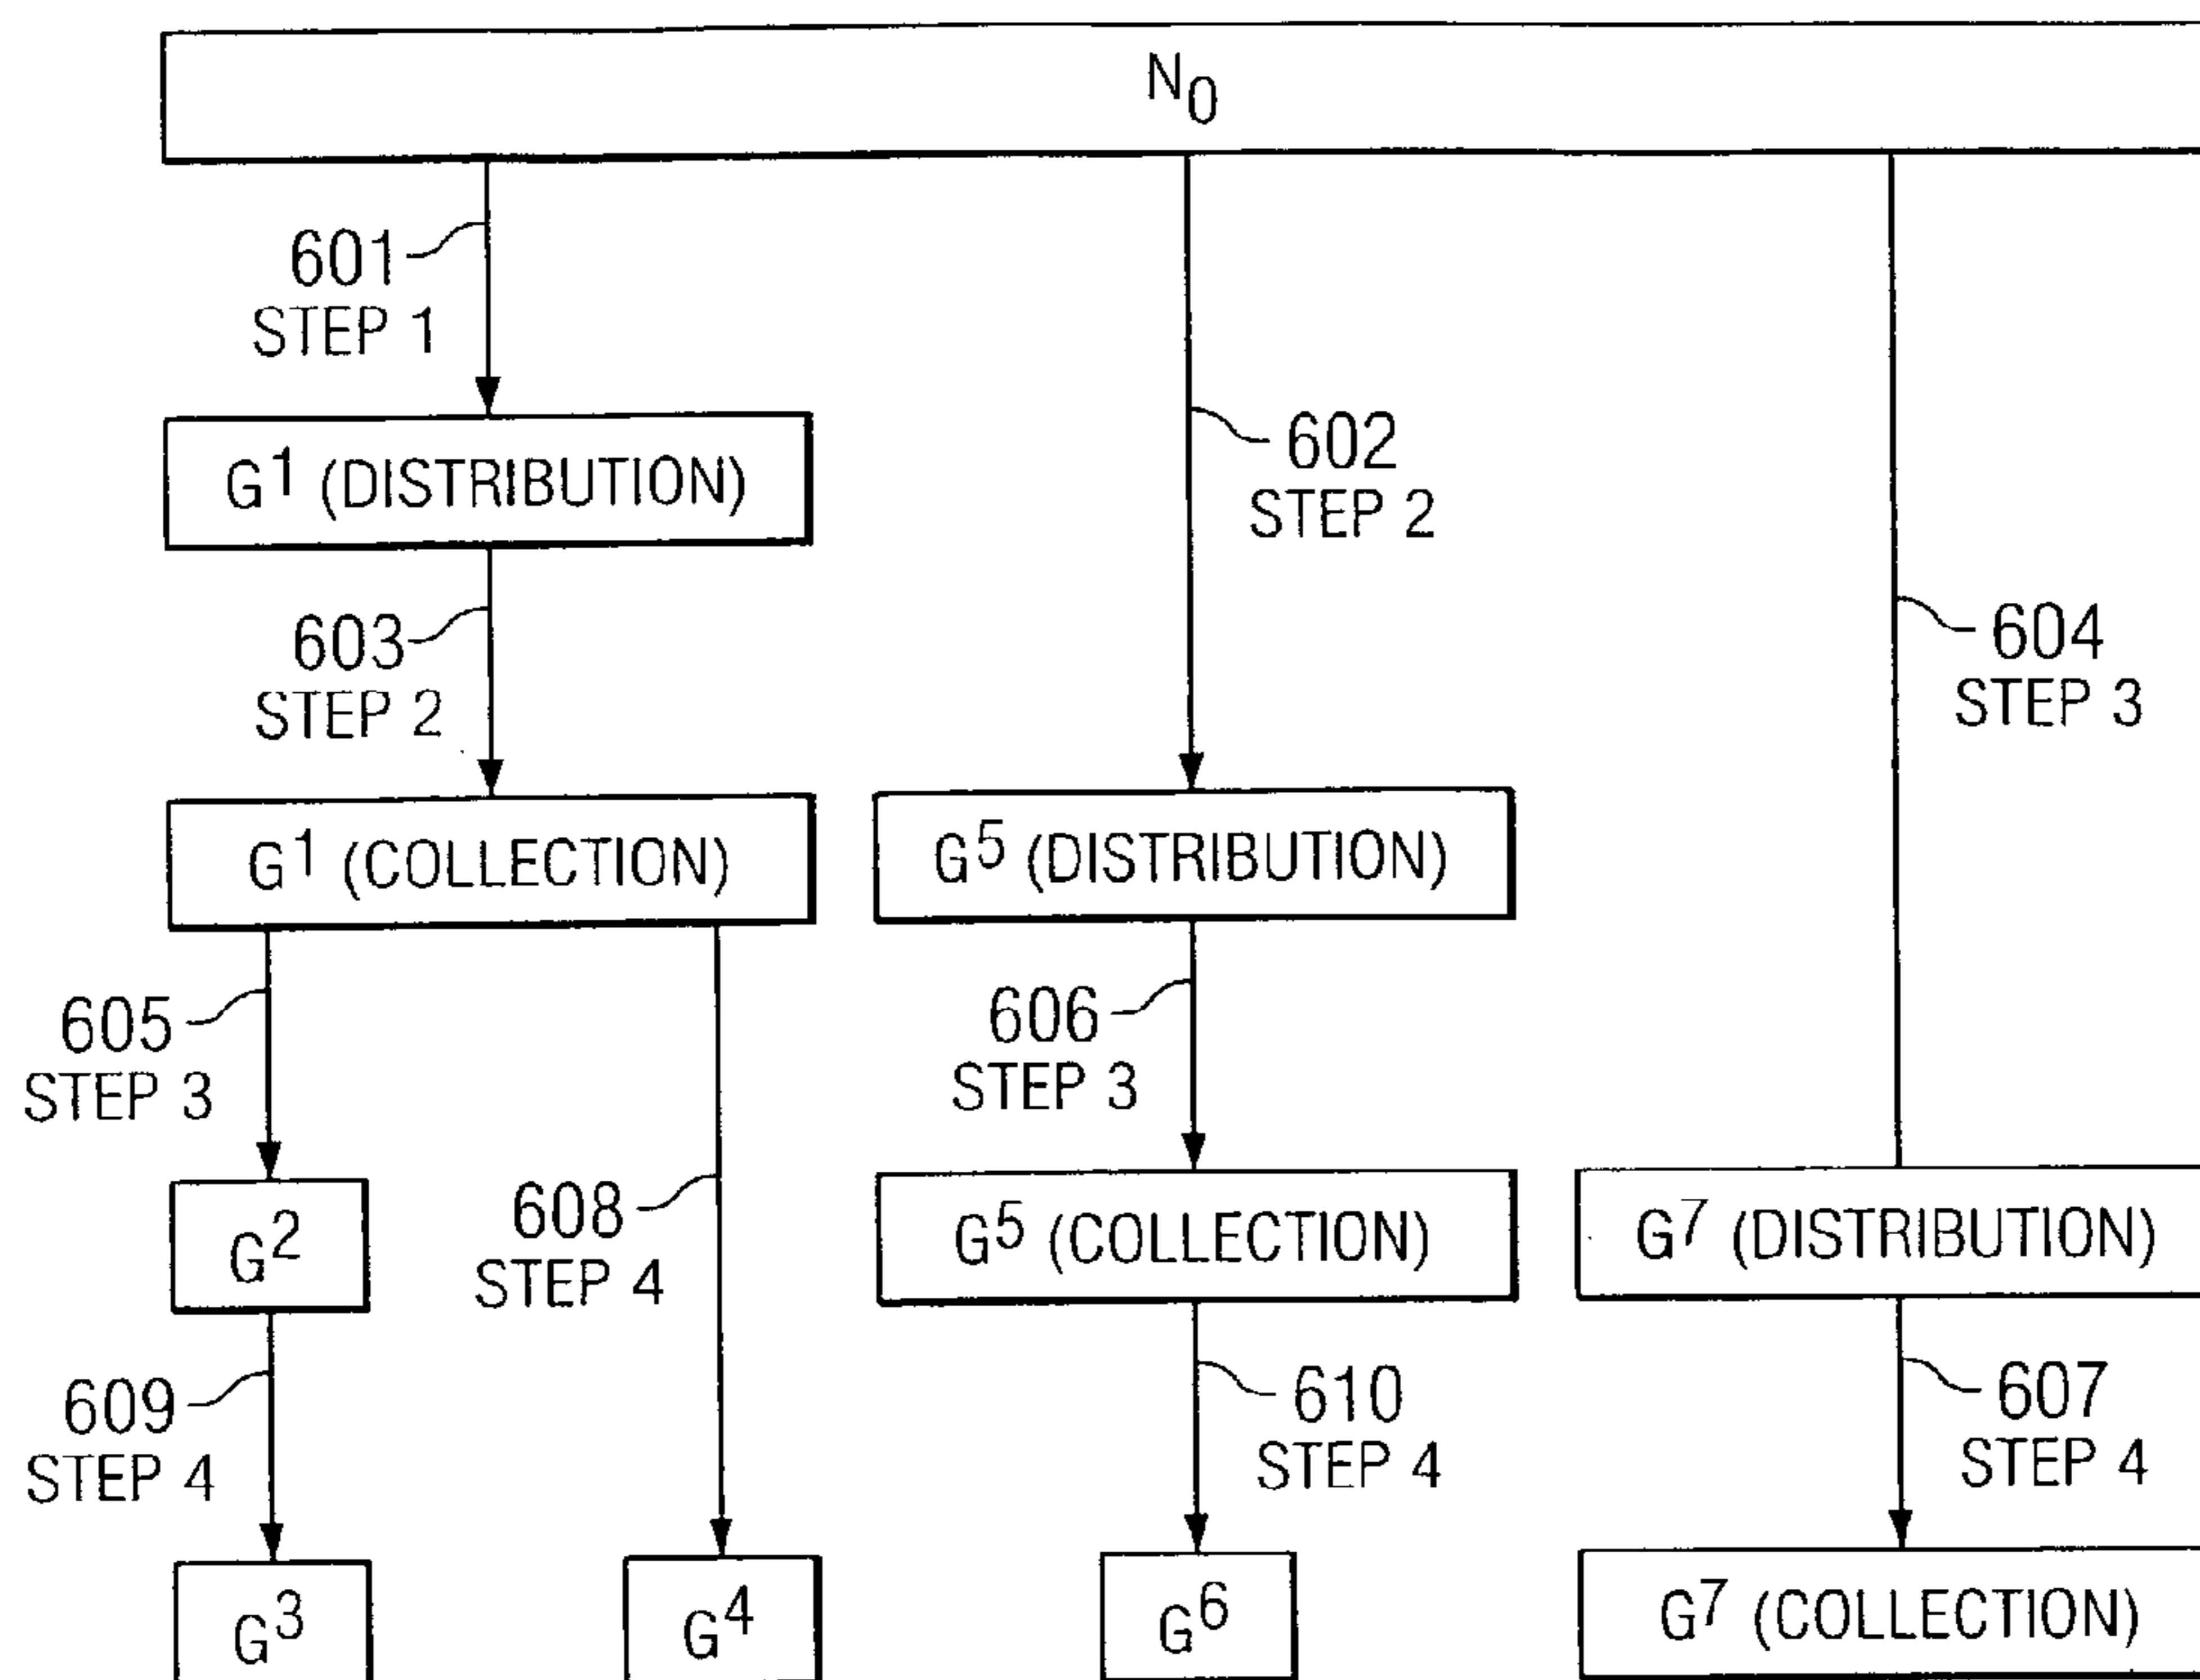 N₀
601
STEP 1
G¹ (DISTRIBUTION)
602
STEP 2
603
STEP 2
604
STEP 3
G¹ (COLLECTION)
G⁵ (DISTRIBUTION)
605
STEP 3
606
STEP 3
G²
608
STEP 4
G⁵ (COLLECTION)
G⁷ (DISTRIBUTION)
609
STEP 4
610
STEP 4
607
STEP 4
G³
G⁴
G⁶
G⁷ (COLLECTION)